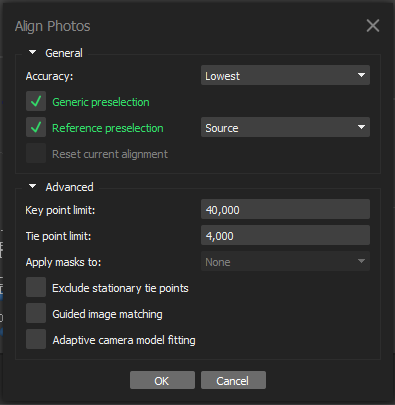 Align Photos
General
Accuracy: Lowest
Generic preselection
Reference preselection Source
Reset current alignment
Advanced
Key point limit: 40,000
Tie point limit: 4,000
Apply masks to: None
Exclude stationary tie points
Guided image matching
Adaptive camera model fitting
OK Cancel